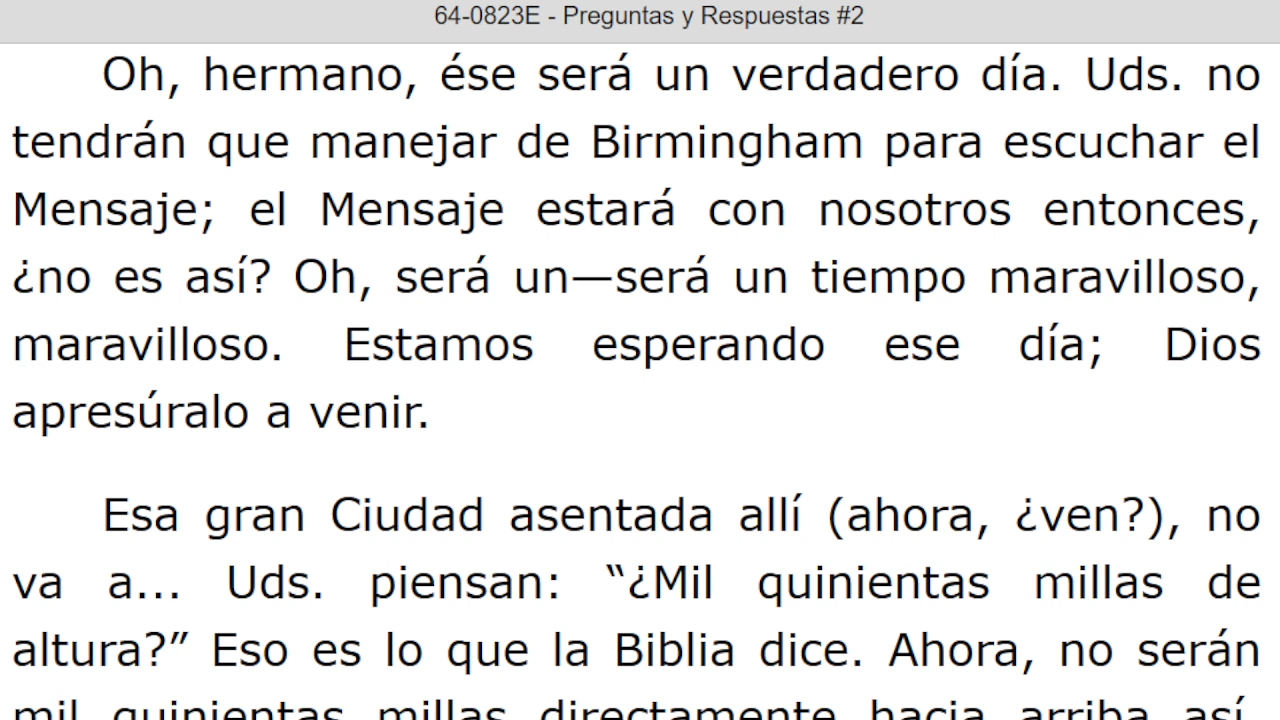 64-0823E - Preguntas y Respuestas #2
Oh, hermano, ése será un verdadero día. Uds. no
tendrán que manejar de Birmingham para escuchar el
Mensaje; el Mensaje estará con nosotros entonces,
¿no es así? Oh, será un—será un tiempo maravilloso,
maravilloso. Estamos esperando ese día; Dios
apresúralo a venir.
Esa gran Ciudad asentada allí (ahora, ¿ven?), no
va a... Uds. piensan: “¿Mil quinientas millas de
altura?” Eso es lo que la Biblia dice. Ahora, no serán
mil quinientas millas directamente hacia arriba así.